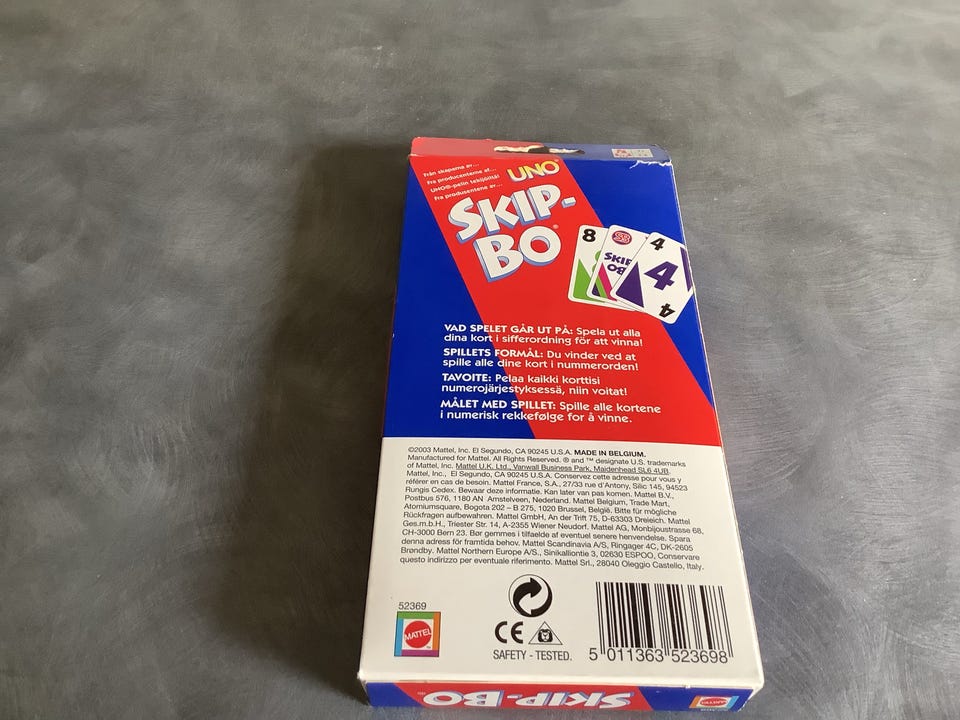 Från skaparna av...
Fra producenterne af...
UNO®-pelin tekijöiltä!
Fra produsentene av...
UNO®
SKIP-
BO®
8
SKIP
BO
4
4
4
VAD SPELET GÅR UT PÅ: Spela ut alla
dina kort i sifferordning för att vinna!
SPILLETS FORMÅL: Du vinder ved at
spille alle dine kort i nummerorden!
TAVOITE: Pelaa kaikki korttisi
numerojärjestyksessä, niin voitat!
MÅLET MED SPILLET: Spille alle kortene
i numerisk rekkefølge for å vinne.
©2003 Mattel, Inc. El Segundo, CA 90245 U.S.A. MADE IN BELGIUM.
Manufactured for Mattel. All Rights Reserved. ® and ™ designate U.S. trademarks
of Mattel, Inc. Mattel U.K. Ltd., Vanwall Business Park, Maidenhead SL6 4UB.
Mattel, Inc., El Segundo, CA 90245 U.S.A. Conservez cette adresse pour vous y
référer en cas de besoin. Mattel France, S.A., 27/33 rue d'Antony, Silic 145, 94523
Rungis Cedex. Bewaar deze informatie. Kan later van pas komen. Mattel B.V.,
Postbus 576, 1180 AN Amstelveen, Nederland. Mattel Belgium, Trade Mart,
Atomiumsquare, Bogota 202 – B 275, 1020 Brussel, België. Bitte für mögliche
Rückfragen aufbewahren. Mattel GmbH, An der Trift 75, D-63303 Dreieich. Mattel
Ges.m.b.H., Triester Str. 14, A-2355 Wiener Neudorf. Mattel AG, Monbijoustrasse 68,
CH-3000 Bern 23. Bør gemmes i tilfælde af eventuel senere henvendelse. Spara
denna adress för framtida behov. Mattel Scandinavia A/S, Ringager 4C, DK-2605
Brøndby. Mattel Northern Europe A/S., Sinikalliontie 3, 02630 ESPOO, Conservare
questo indirizzo per eventuale riferimento. Mattel Srl., 28040 Oleggio Castello, Italy.
52369
MATTEL
CE
SAFETY - TESTED.
5 011363 523698
SKIP-BO®
MATTEL